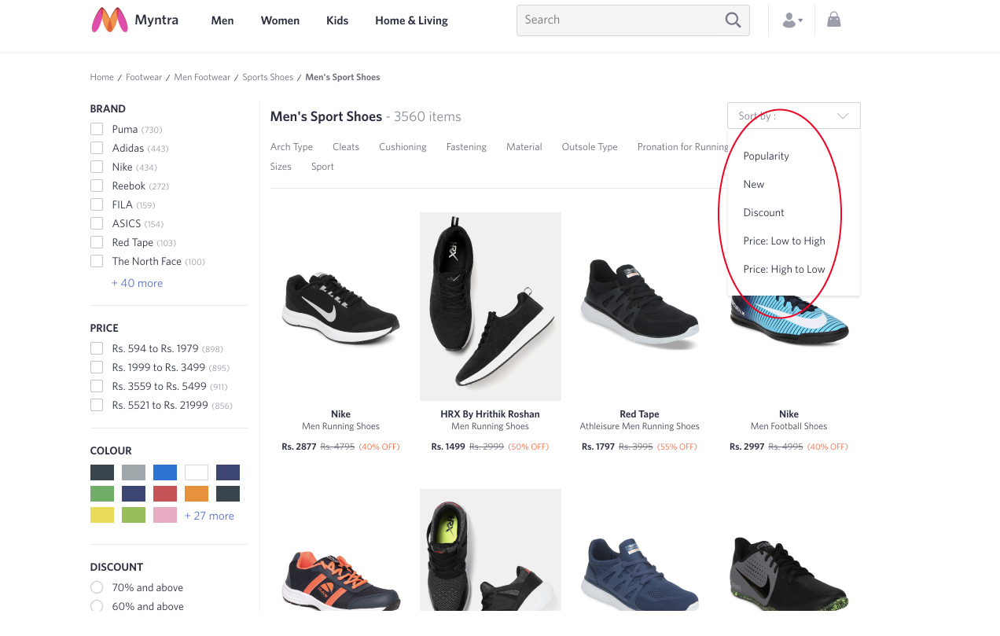 Myntra
Men
Women
Kids
Home & Living
Search
Home / Footwear / Men Footwear / Sports Shoes / Men's Sport Shoes
BRAND
Puma (730)
Adidas (443)
Nike (434)
Reebok (272)
FILA (159)
ASICS (154)
Red Tape (103)
The North Face (100)
+ 40 more
PRICE
Rs. 594 to Rs. 1979 (898)
Rs. 1999 to Rs. 3499 (895)
Rs. 3559 to Rs. 5499 (911)
Rs. 5521 to Rs. 21999 (856)
COLOUR
+ 27 more
DISCOUNT
70% and above
60% and above
Men's Sport Shoes - 3560 items
Sort by :
Arch Type Cleats Cushioning Fastening Material Outsole Type Pronation for Running
Sizes Sport
Popularity
New
Discount
Price: Low to High
Price: High to Low
HRX
Nike
Men Running Shoes
Rs. 2877 Rs. 4795 (40% OFF)
HRX By Hrithik Roshan
Men Running Shoes
Rs. 1499 Rs. 2999 (50% OFF)
Red Tape
Athleisure Men Running Shoes
Rs. 1797 Rs. 3995 (55% OFF)
Nike
Men Football Shoes
Rs. 2997 Rs. 4995 (40% OFF)
HRX